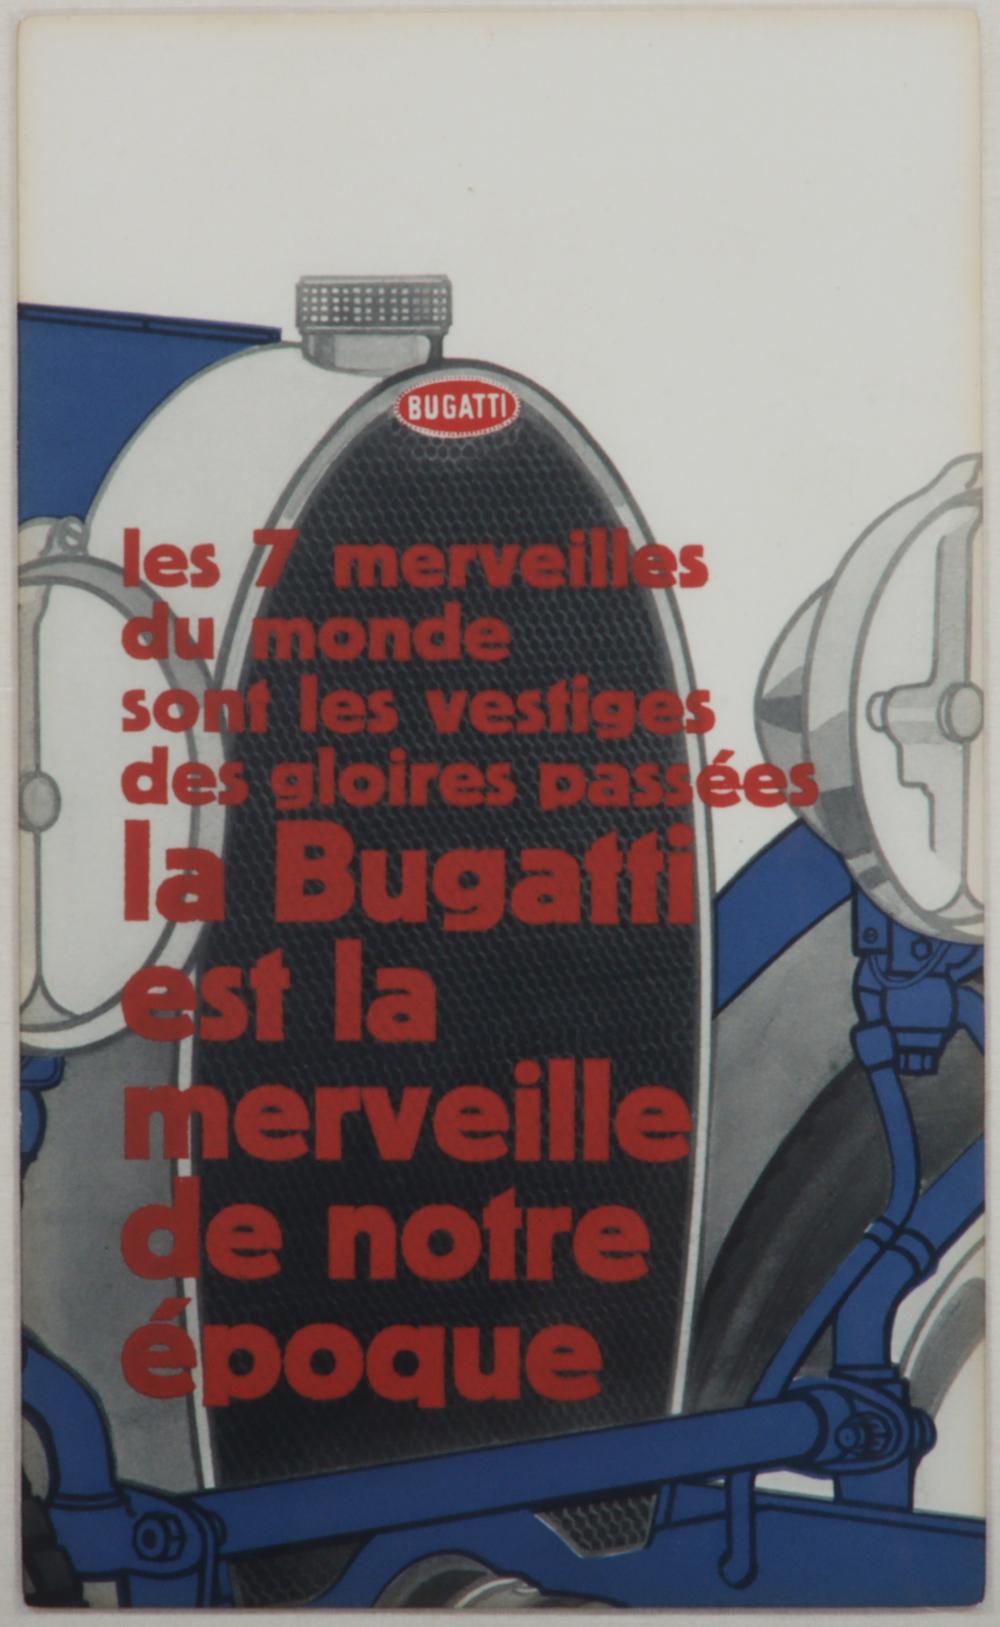 BUGATTI
les 7 merveilles
du monde
sont les vestiges
des gloires passées
la Bugatti
est la
merveille
de notre
époque